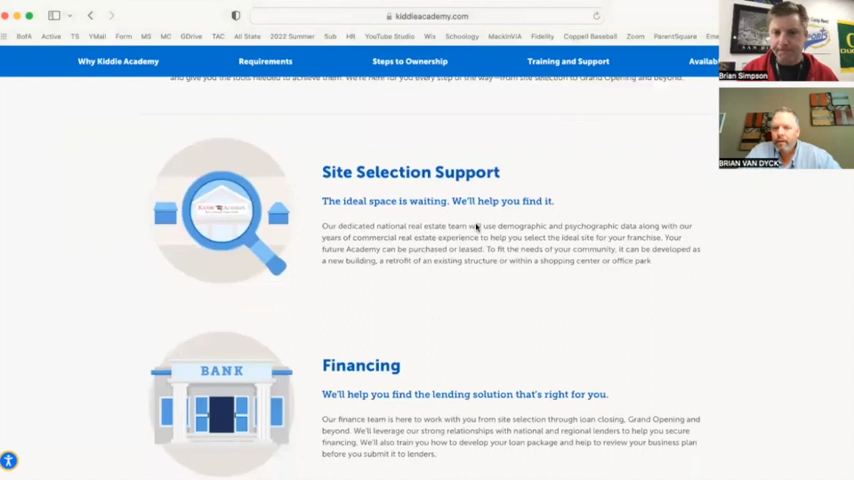 kiddieacademy.com
BofA Active TS YMail Form MS MC GDrive TAC All State 2022 Summer Sub HR YouTube Studio Wix Schoology MackinVIA Coppell Baseball Zoom Fidelity ParentSquare Eme
Why Kiddie Academy Requirements Steps to Ownership Training and Support Availa
and give you the tools needed to achieve them. We're here for you every step of the way—from site selection to Grand Opening and beyond.
Brian Simpson
BRIAN VAN DYCK
Site Selection Support
The ideal space is waiting. We'll help you find it.
Our dedicated national real estate team will use demographic and psychographic data along with our
years of commercial real estate experience to help you select the ideal site for your franchise. Your
future Academy can be purchased or leased. To fit the needs of your community, it can be developed as
a new building, a retrofit of an existing structure or within a shopping center or office park
BANK
Financing
We'll help you find the lending solution that's right for you.
Our finance team is here to work with you from site selection through loan closing, Grand Opening and
beyond. We'll leverage our strong relationships with national and regional lenders to help you secure
financing. We'll also train you how to develop your loan package and help to review your business plan
before you submit it to lenders.